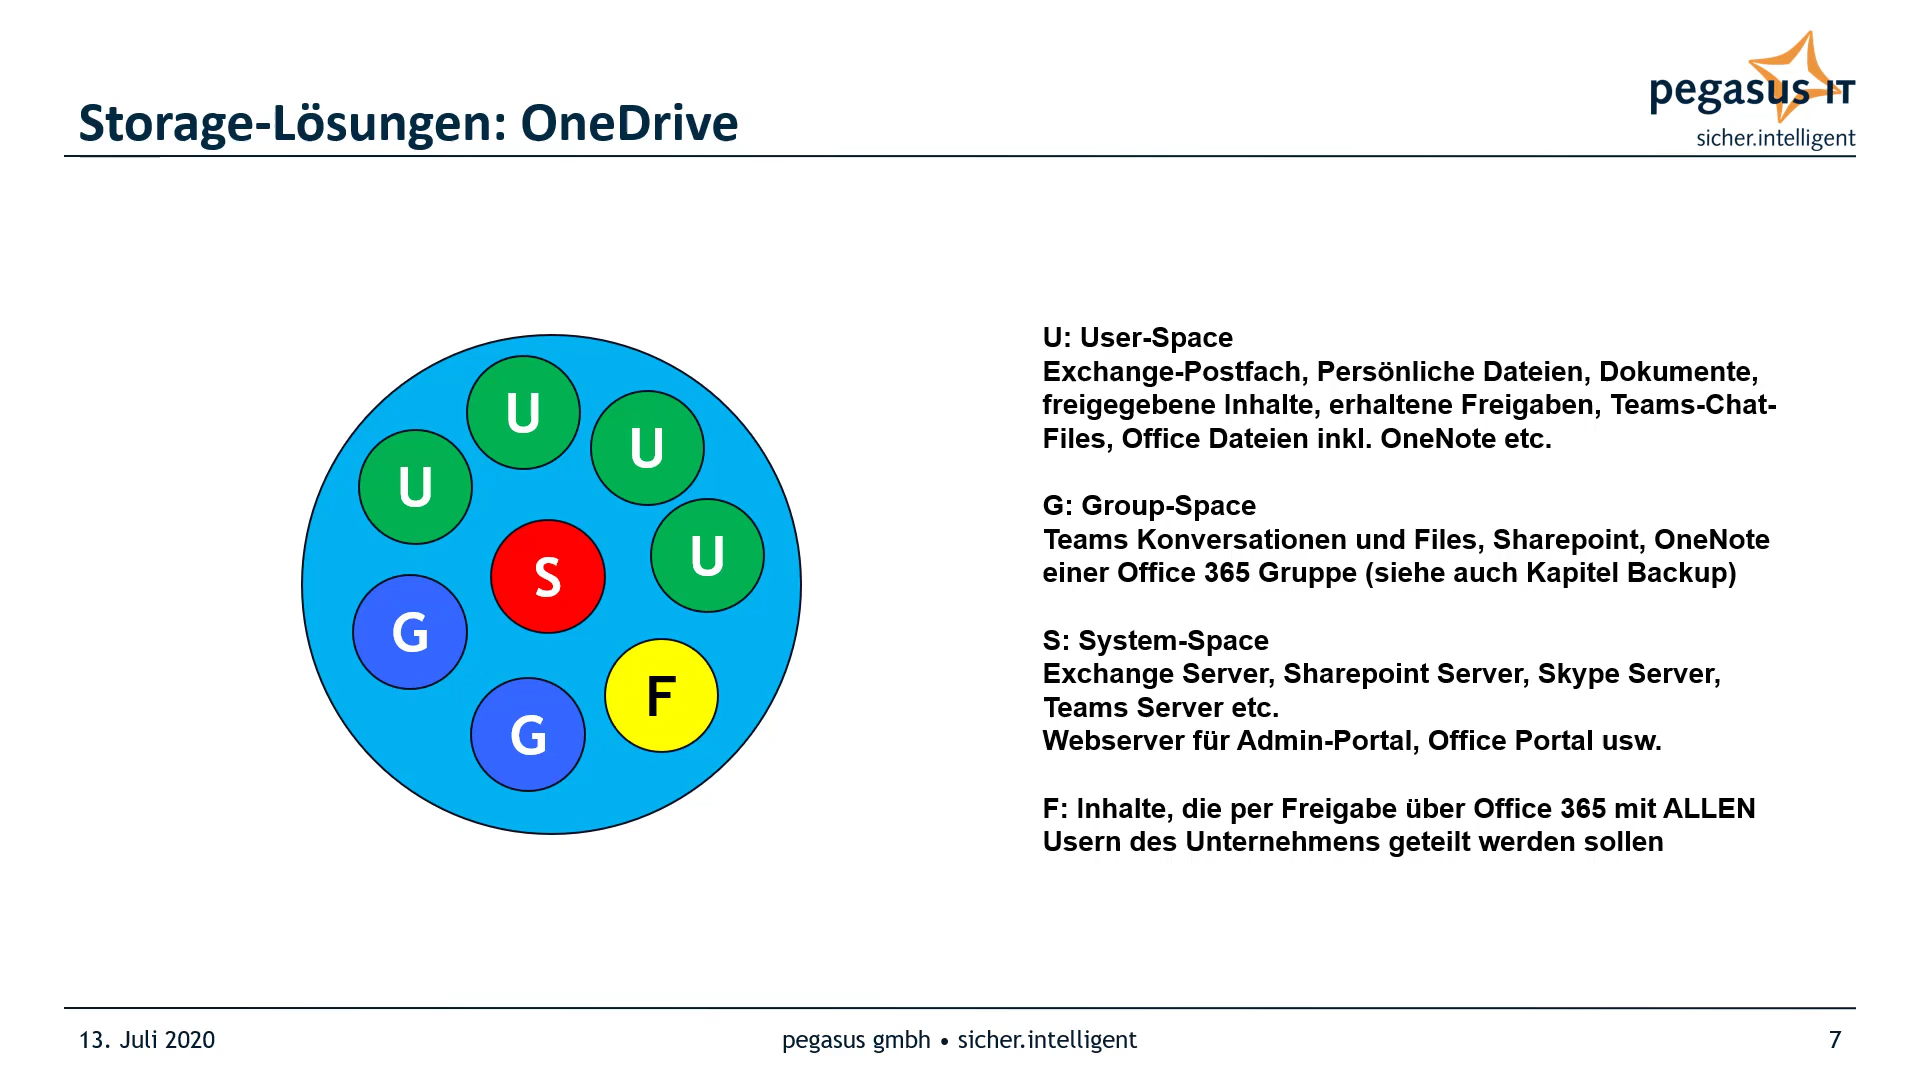 pegasus IT
sicher.intelligent
Storage-Lösungen: OneDrive
U
U
U
U
S
G
F
G
U: User-Space
Exchange-Postfach, Persönliche Dateien, Dokumente,
freigegebene Inhalte, erhaltene Freigaben, Teams-Chat-
Files, Office Dateien inkl. OneNote etc.
G: Group-Space
Teams Konversationen und Files, Sharepoint, OneNote
einer Office 365 Gruppe (siehe auch Kapitel Backup)
S: System-Space
Exchange Server, Sharepoint Server, Skype Server,
Teams Server etc.
Webserver für Admin-Portal, Office Portal usw.
F: Inhalte, die per Freigabe über Office 365 mit ALLEN
Usern des Unternehmens geteilt werden sollen
13. Juli 2020
pegasus gmbh • sicher.intelligent
7